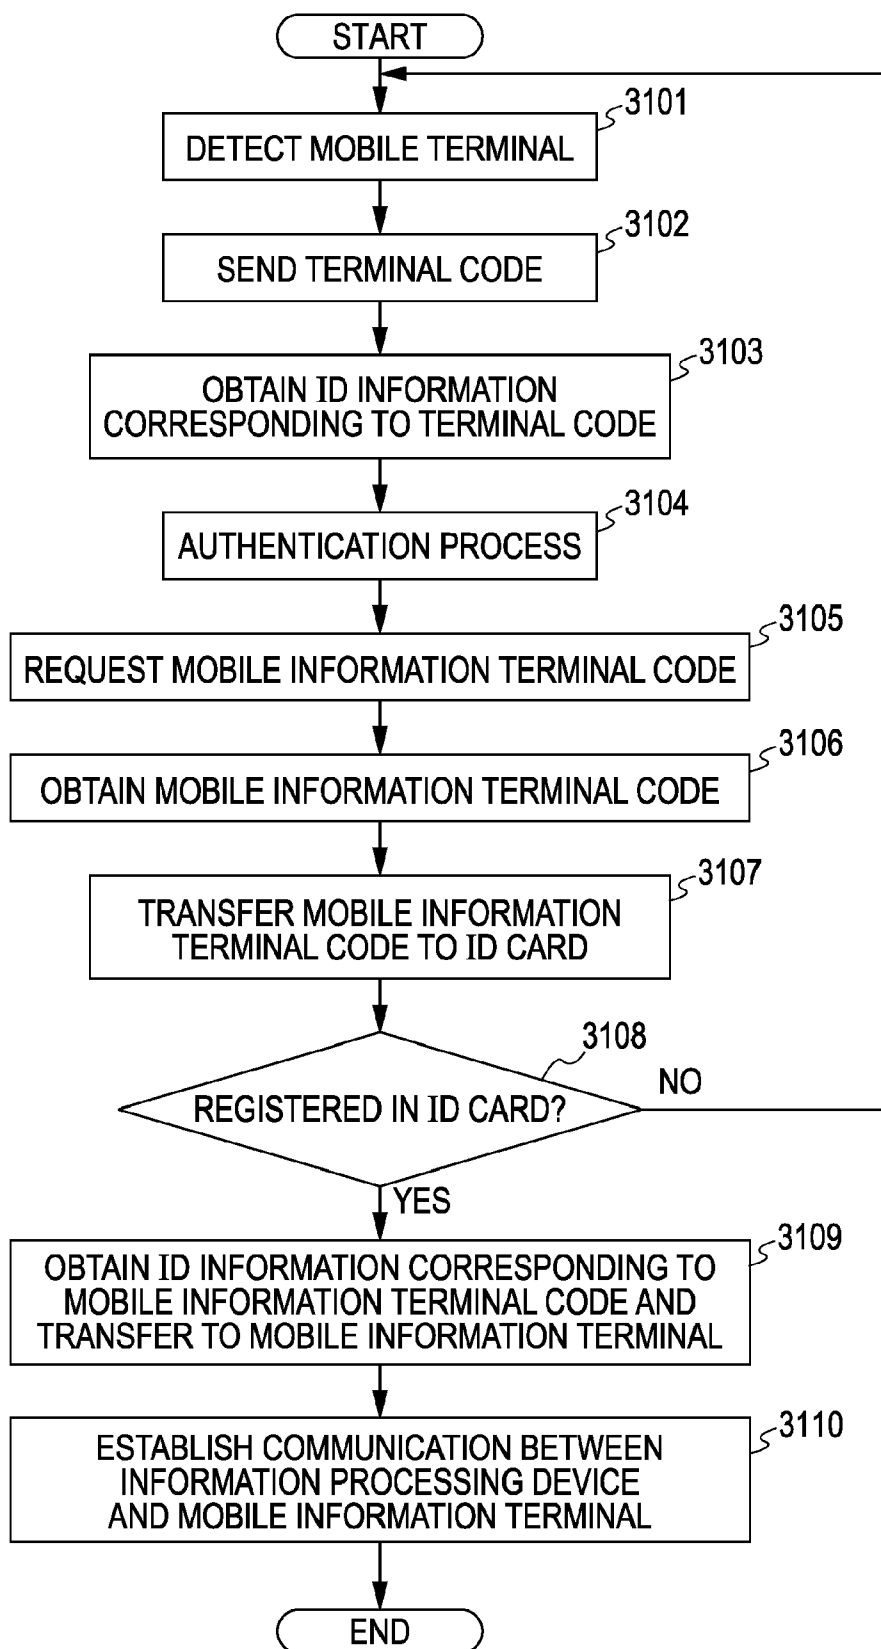 START
3101
DETECT MOBILE TERMINAL
3102
SEND TERMINAL CODE
3103
OBTAIN ID INFORMATION
CORRESPONDING TO TERMINAL CODE
3104
AUTHENTICATION PROCESS
3105
REQUEST MOBILE INFORMATION TERMINAL CODE
3106
OBTAIN MOBILE INFORMATION TERMINAL CODE
3107
TRANSFER MOBILE INFORMATION
TERMINAL CODE TO ID CARD
3108
REGISTERED IN ID CARD?
NO
YES
3109
OBTAIN ID INFORMATION CORRESPONDING TO
MOBILE INFORMATION TERMINAL CODE AND
TRANSFER TO MOBILE INFORMATION TERMINAL
3110
ESTABLISH COMMUNICATION BETWEEN
INFORMATION PROCESSING DEVICE
AND MOBILE INFORMATION TERMINAL
END